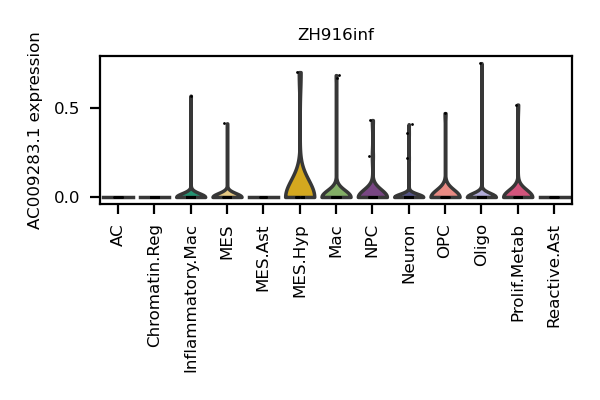 ZH916inf
AC009283.1 expression
0.5
0.0
AC
Chromatin.Reg
Inflammatory.Mac
MES
MES.Ast
MES.Hyp
Mac
NPC
Neuron
OPC
Oligo
Prolif.Metab
Reactive.Ast